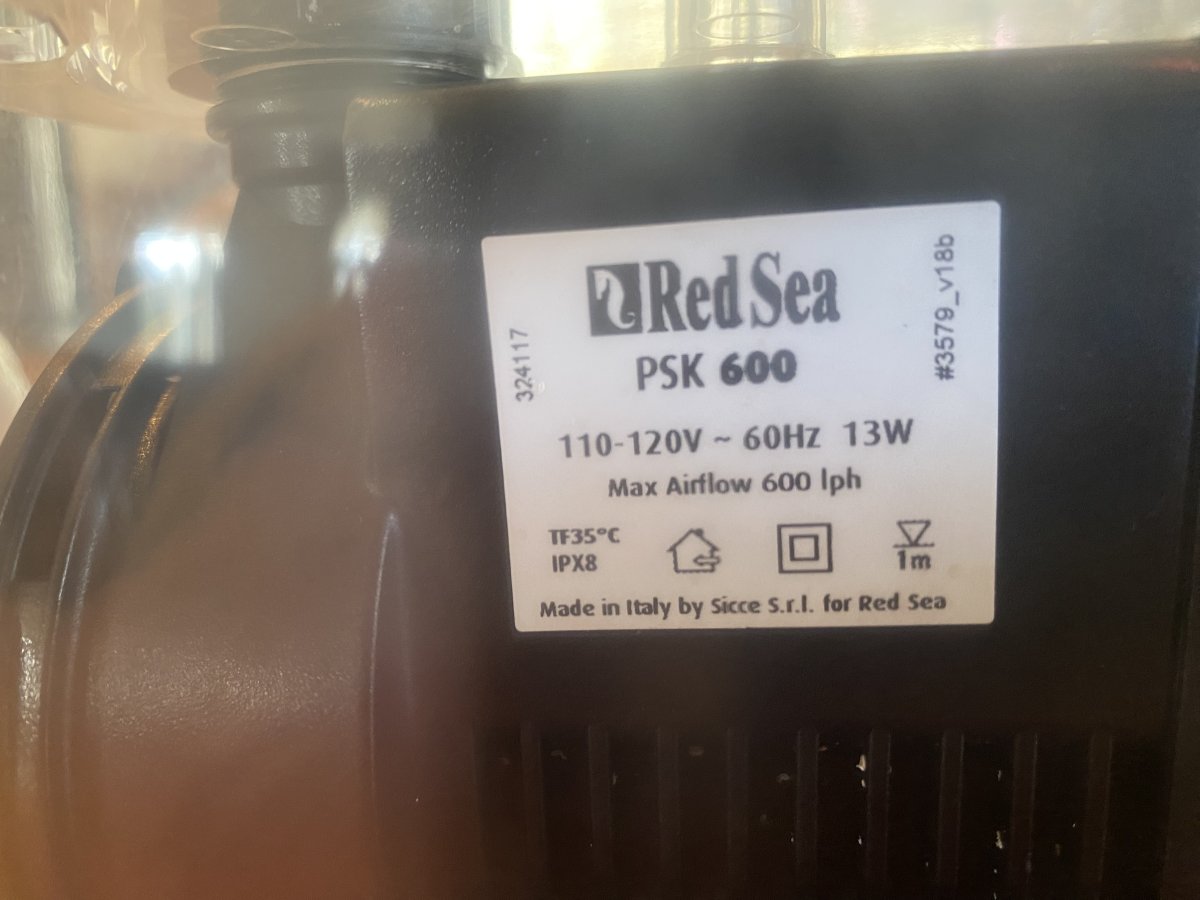 Red Sea
PSK 600
324117
#3579_v18b
110-120V ~ 60Hz 13W
Max Airflow 600 lph
TF35°C
IPX8
1m
Made in Italy by Sicce S.r.l. for Red Sea